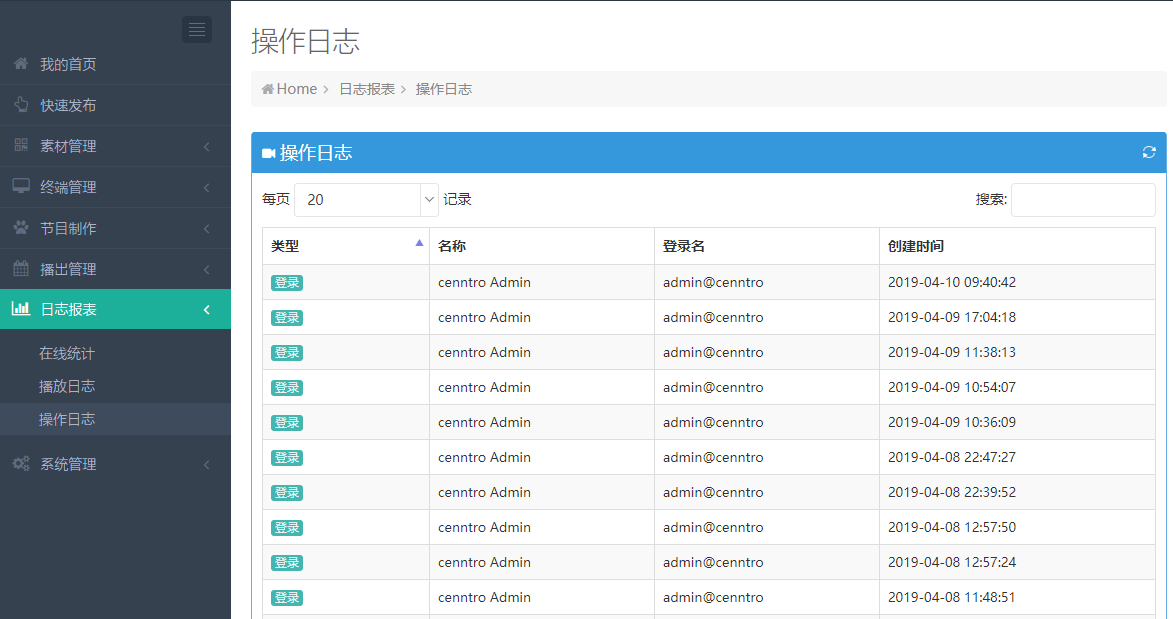 我的首页
快速发布
素材管理
终端管理
节目制作
播出管理
日志报表
在线统计
播放日志
操作日志
系统管理
操作日志
Home 日志报表 操作日志
操作日志
每页 20 记录 搜索:
类型 名称 登录名 创建时间
登录 cenntro Admin admin@cenntro 2019-04-10 09:40:42
登录 cenntro Admin admin@cenntro 2019-04-09 17:04:18
登录 cenntro Admin admin@cenntro 2019-04-09 11:38:13
登录 cenntro Admin admin@cenntro 2019-04-09 10:54:07
登录 cenntro Admin admin@cenntro 2019-04-09 10:36:09
登录 cenntro Admin admin@cenntro 2019-04-08 22:47:27
登录 cenntro Admin admin@cenntro 2019-04-08 22:39:52
登录 cenntro Admin admin@cenntro 2019-04-08 12:57:50
登录 cenntro Admin admin@cenntro 2019-04-08 12:57:24
登录 cenntro Admin admin@cenntro 2019-04-08 11:48:51